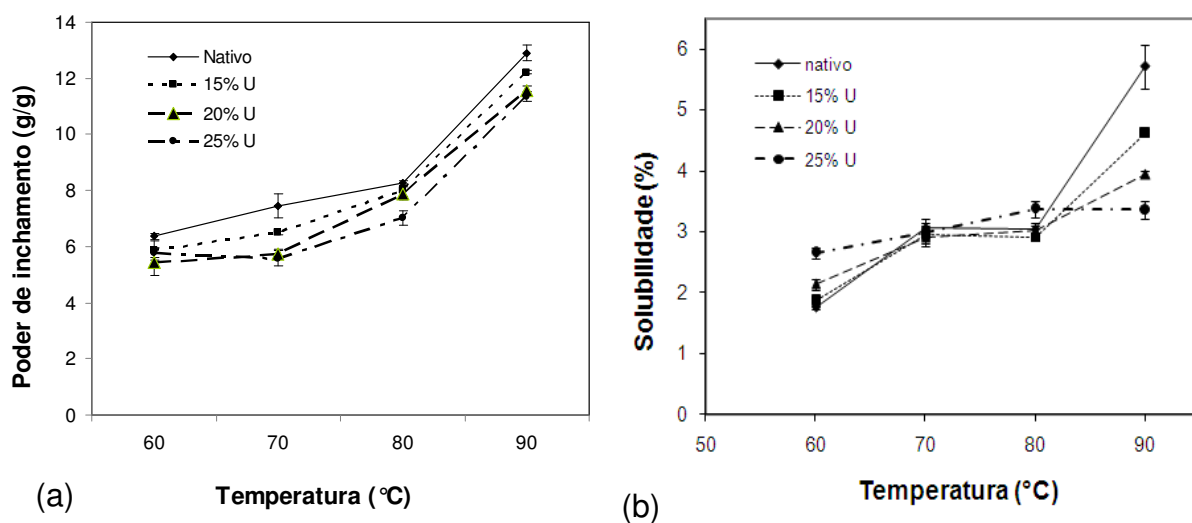 14
12
10
8
6
4
2
0
Poder de inchamento (g/g)
Nativo
15% U
20% U
25% U
60 70 80 90
(a)
Temperatura (°C)
6
5
4
3
2
1
0
Solubilidade (%)
nativo
15% U
20% U
25% U
50 60 70 80 90
(b)
Temperatura (°C)